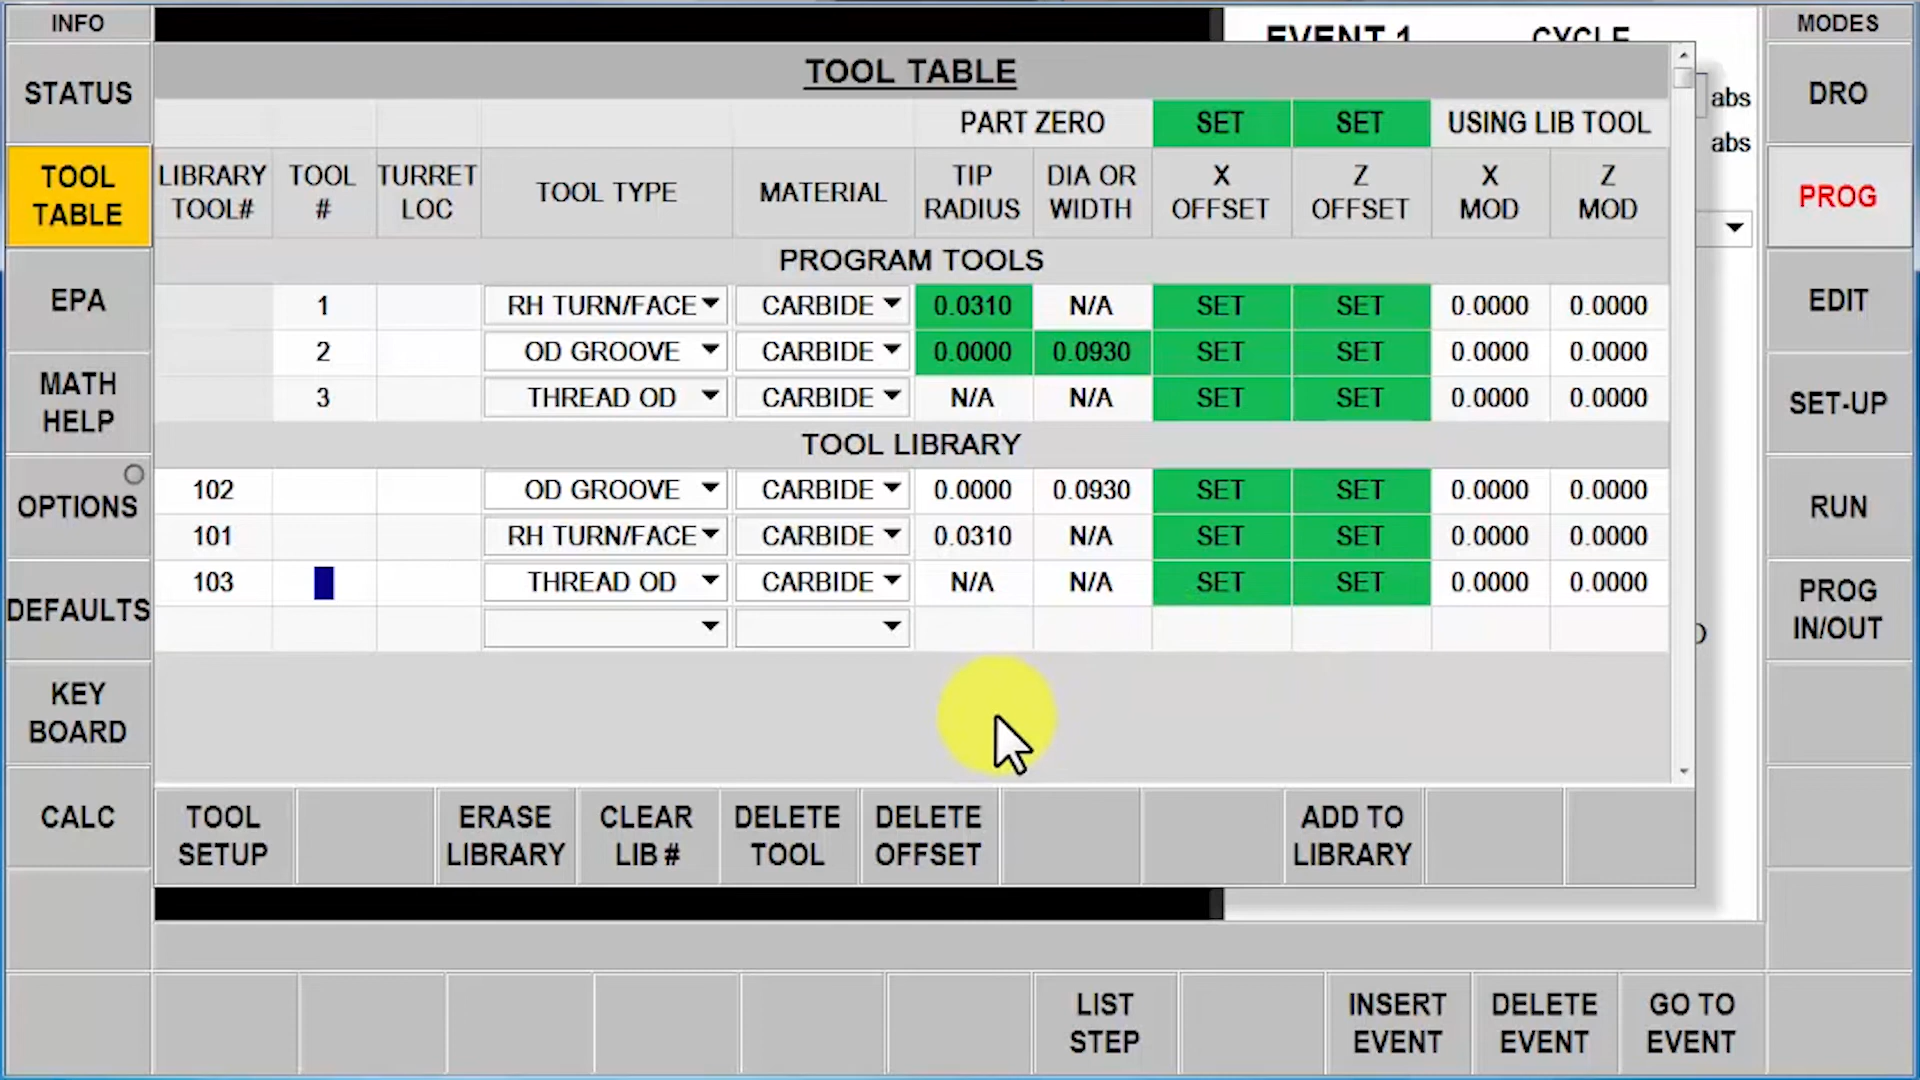 INFO
MODES
EVENT 1 CYCLE
STATUS
TOOL TABLE
abs
DRO
PART ZERO SET SET USING LIB TOOL
abs
TOOL
TABLE
LIBRARY TOOL#
TOOL #
TURRET LOC
TOOL TYPE
MATERIAL
TIP RADIUS
DIA OR WIDTH
X OFFSET
Z OFFSET
X MOD
Z MOD
PROG
PROGRAM TOOLS
EPA
1 RH TURN/FACE CARBIDE 0.0310 N/A SET SET 0.0000 0.0000
EDIT
2 OD GROOVE CARBIDE 0.0000 0.0930 SET SET 0.0000 0.0000
MATH
HELP
3 THREAD OD CARBIDE N/A N/A SET SET 0.0000 0.0000
SET-UP
TOOL LIBRARY
102 OD GROOVE CARBIDE 0.0000 0.0930 SET SET 0.0000 0.0000
OPTIONS
RUN
101 RH TURN/FACE CARBIDE 0.0310 N/A SET SET 0.0000 0.0000
103 THREAD OD CARBIDE N/A N/A SET SET 0.0000 0.0000
DEFAULTS
PROG
IN/OUT
KEY
BOARD
CALC
TOOL
SETUP
ERASE
LIBRARY
CLEAR
LIB #
DELETE
TOOL
DELETE
OFFSET
ADD TO
LIBRARY
LIST
STEP
INSERT
EVENT
DELETE
EVENT
GO TO
EVENT